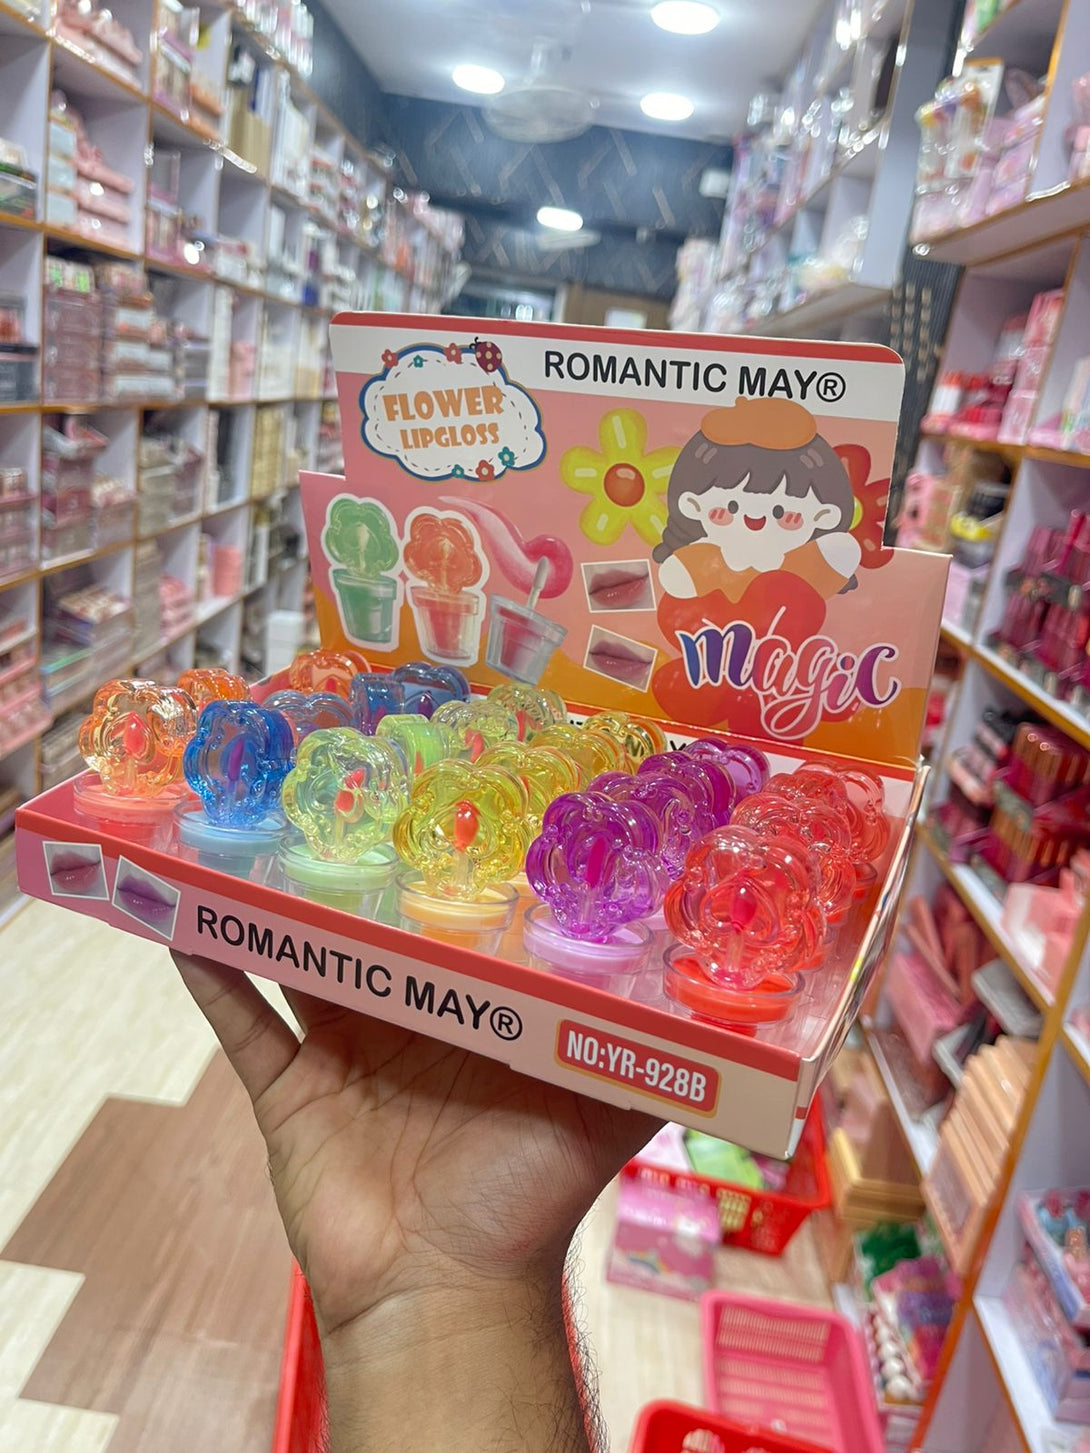 ROMANTIC MAY®
FLOWER
LIPGLOSS
magic
ROMANTIC MAY®
NO:YR-928B